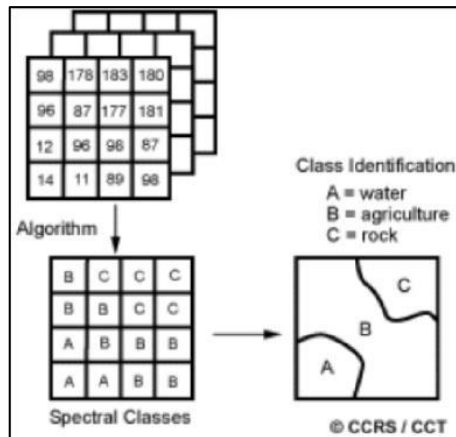 98 178 183 180
96 87 177 181
12 96 98 87
14 11 89 98
Class Identification
A = water
B = agriculture
C = rock
Algorithm
B C C C
B B C C
A B B B
A A B B
C
B
A
Spectral Classes
© CCRS / CCT